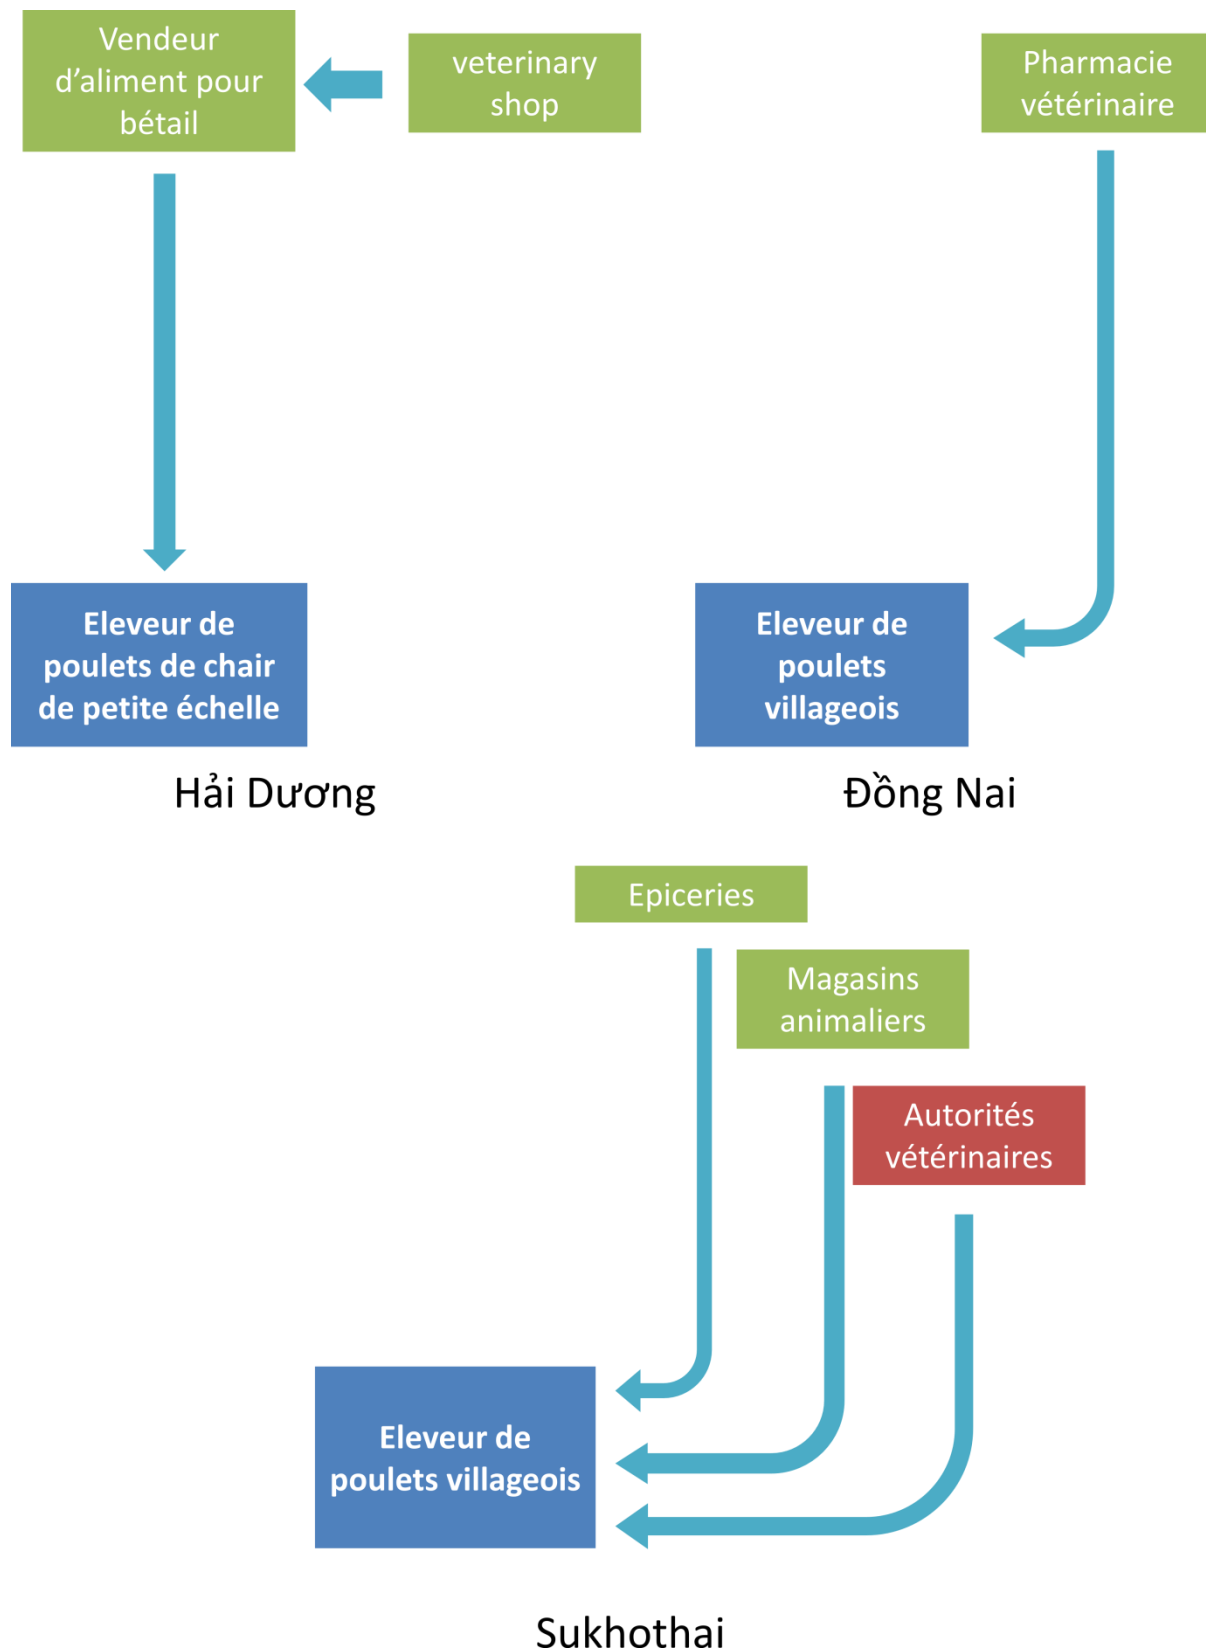 Vendeur
d’aliment pour
bétail
veterinary
shop
Pharmacie
vétérinaire
Eleveur de
poulets de chair
de petite échelle
Eleveur de
poulets
villageois
Hải Dương
Đồng Nai
Epiceries
Magasins
animaliers
Autorités
vétérinaires
Eleveur de
poulets villageois
Sukhothai